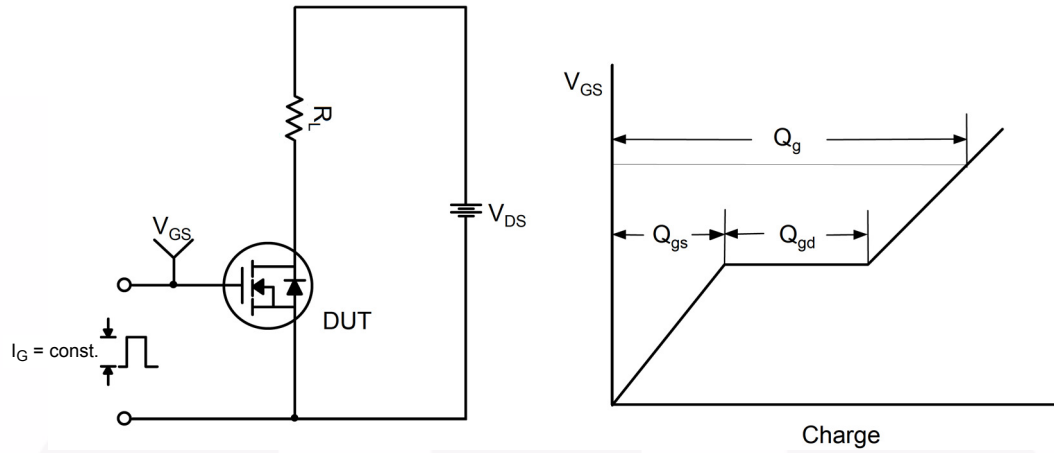 R_L
V_DS
V_GS
DUT
I_G = const.
V_GS
Q_g
Q_gs
Q_gd
Charge